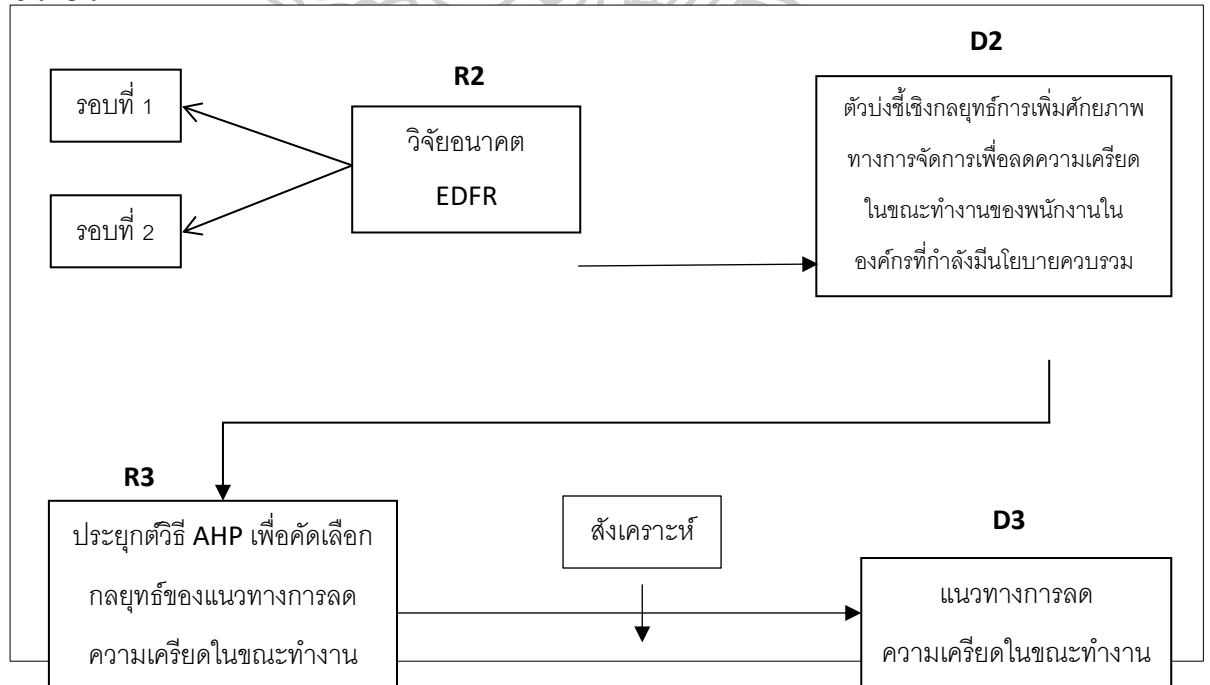 D2
R2
รอบที่ 1
วิจัยอนาคต
EDFR
รอบที่ 2
ตัวบ่งชี้เชิงกลยุทธ์การเพิ่มศักยภาพ
ทางการจัดการเพื่อลดความเครียด
ในขณะทำงานของพนักงานใน
องค์กรที่กำลังมีนโยบายควบรวม
R3
ประยุกต์วิธี AHP เพื่อคัดเลือก
กลยุทธ์ของแนวทางการลด
ความเครียดในขณะทำงาน
สังเคราะห์
D3
แนวทางการลด
ความเครียดในขณะทำงาน